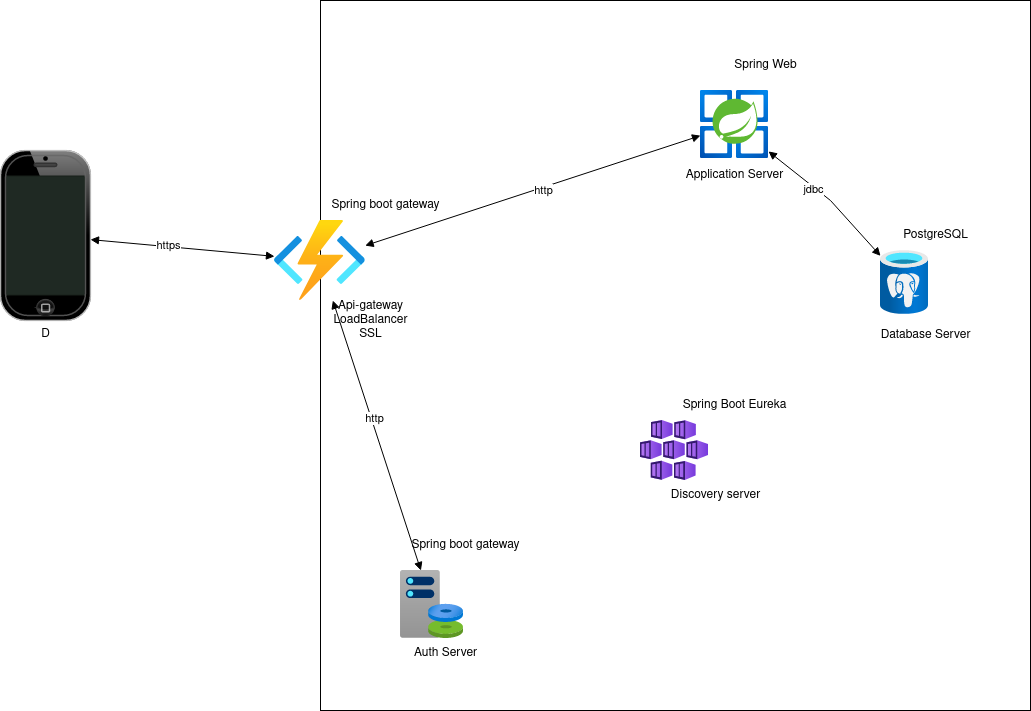 Spring Web
Application Server
http
jdbc
Spring boot gateway
https
Api-gateway
LoadBalancer
SSL
D
PostgreSQL
Database Server
http
Spring Boot Eureka
Discovery server
Spring boot gateway
Auth Server